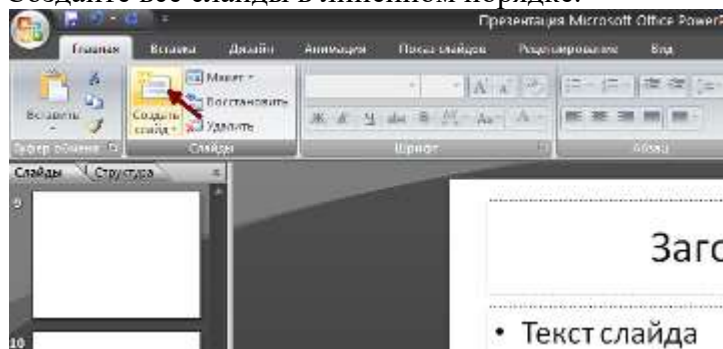 Создайте все слайды в линейном порядке.
Презентация Microsoft Office PowerP
Главная Вставка Дизайн Анимация Показ слайдов Рецензирование Вид
Вставить
Создать слайд
Макет
Восстановить
Удалить
Буфер обмена Слайды Шрифт Абзац
Слайды Структура
9
Заго
• Текст слайда
10